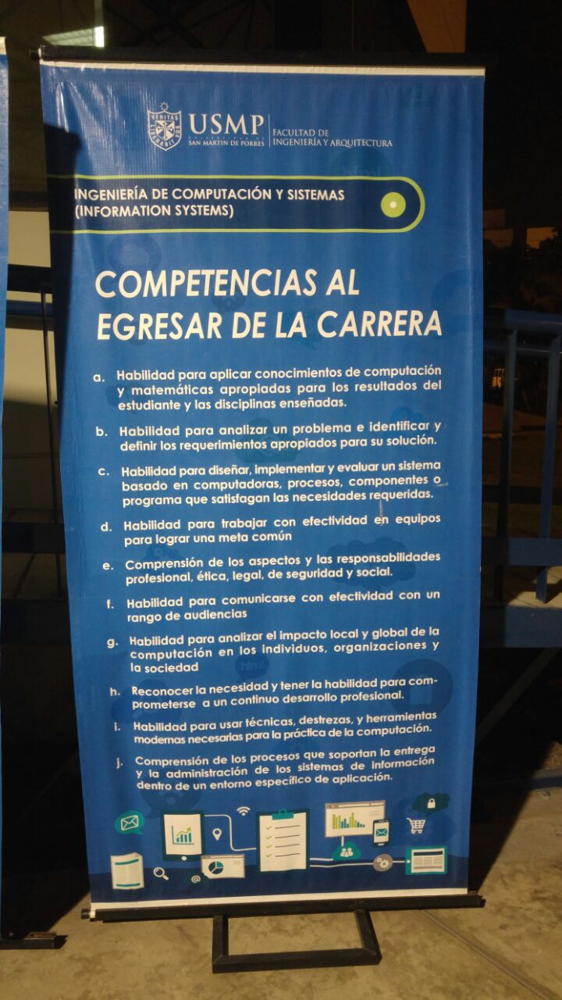 VERITAS
LIBERABIT VOS
USMP
UNIVERSIDAD DE
SAN MARTIN DE PORRES
FACULTAD DE
INGENIERÍA Y ARQUITECTURA
INGENIERÍA DE COMPUTACIÓN Y SISTEMAS
(INFORMATION SYSTEMS)
COMPETENCIAS AL
EGRESAR DE LA CARRERA
a. Habilidad para aplicar conocimientos de computación
y matemáticas apropiadas para los resultados del
estudiante y las disciplinas enseñadas.
b. Habilidad para analizar un problema e identificar y
definir los requerimientos apropiados para su solución.
c. Habilidad para diseñar, implementar y evaluar un sistema
basado en computadoras, procesos, componentes o
programa que satisfagan las necesidades requeridas.
d. Habilidad para trabajar con efectividad en equipos
para lograr una meta común
e. Comprensión de los aspectos y las responsabilidades
profesional, ética, legal, de seguridad y social.
f. Habilidad para comunicarse con efectividad con un
rango de audiencias
g. Habilidad para analizar el impacto local y global de la
computación en los individuos, organizaciones y
la sociedad
html
h. Reconocer la necesidad y tener la habilidad para com-
prometerse a un continuo desarrollo profesional.
i. Habilidad para usar técnicas, destrezas, y herramientas
modernas necesarias para la práctica de la computación.
j. Comprensión de los procesos que soportan la entrega
y la administración de los sistemas de información
dentro de un entorno específico de aplicación.
@